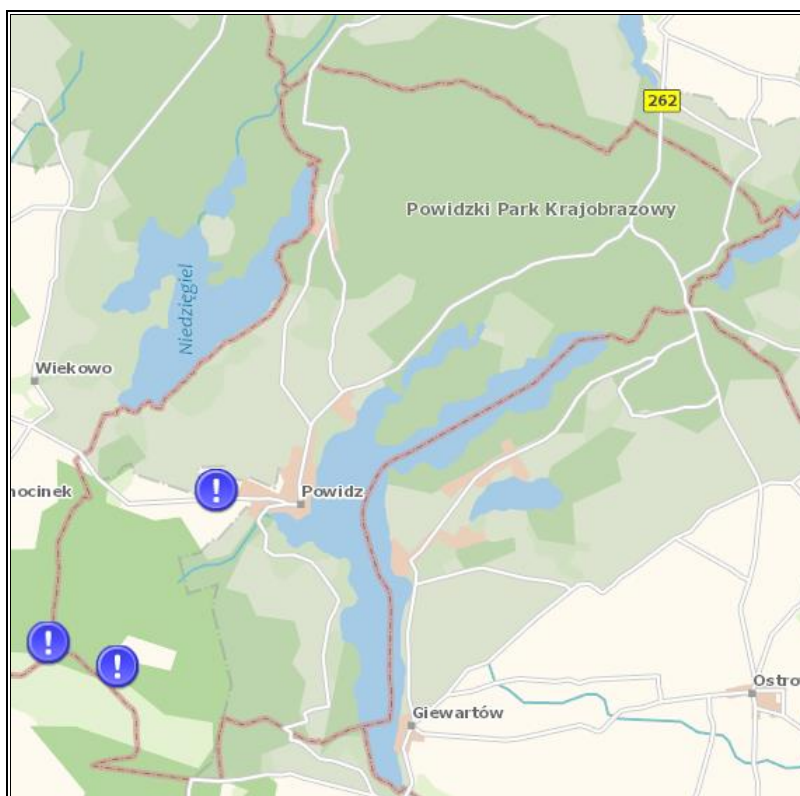 262
Powidzki Park Krajobrazowy
Niedzięgiel
Wiekowo
nocinek
!
Powidz
!
!
Ostro
Giewartów